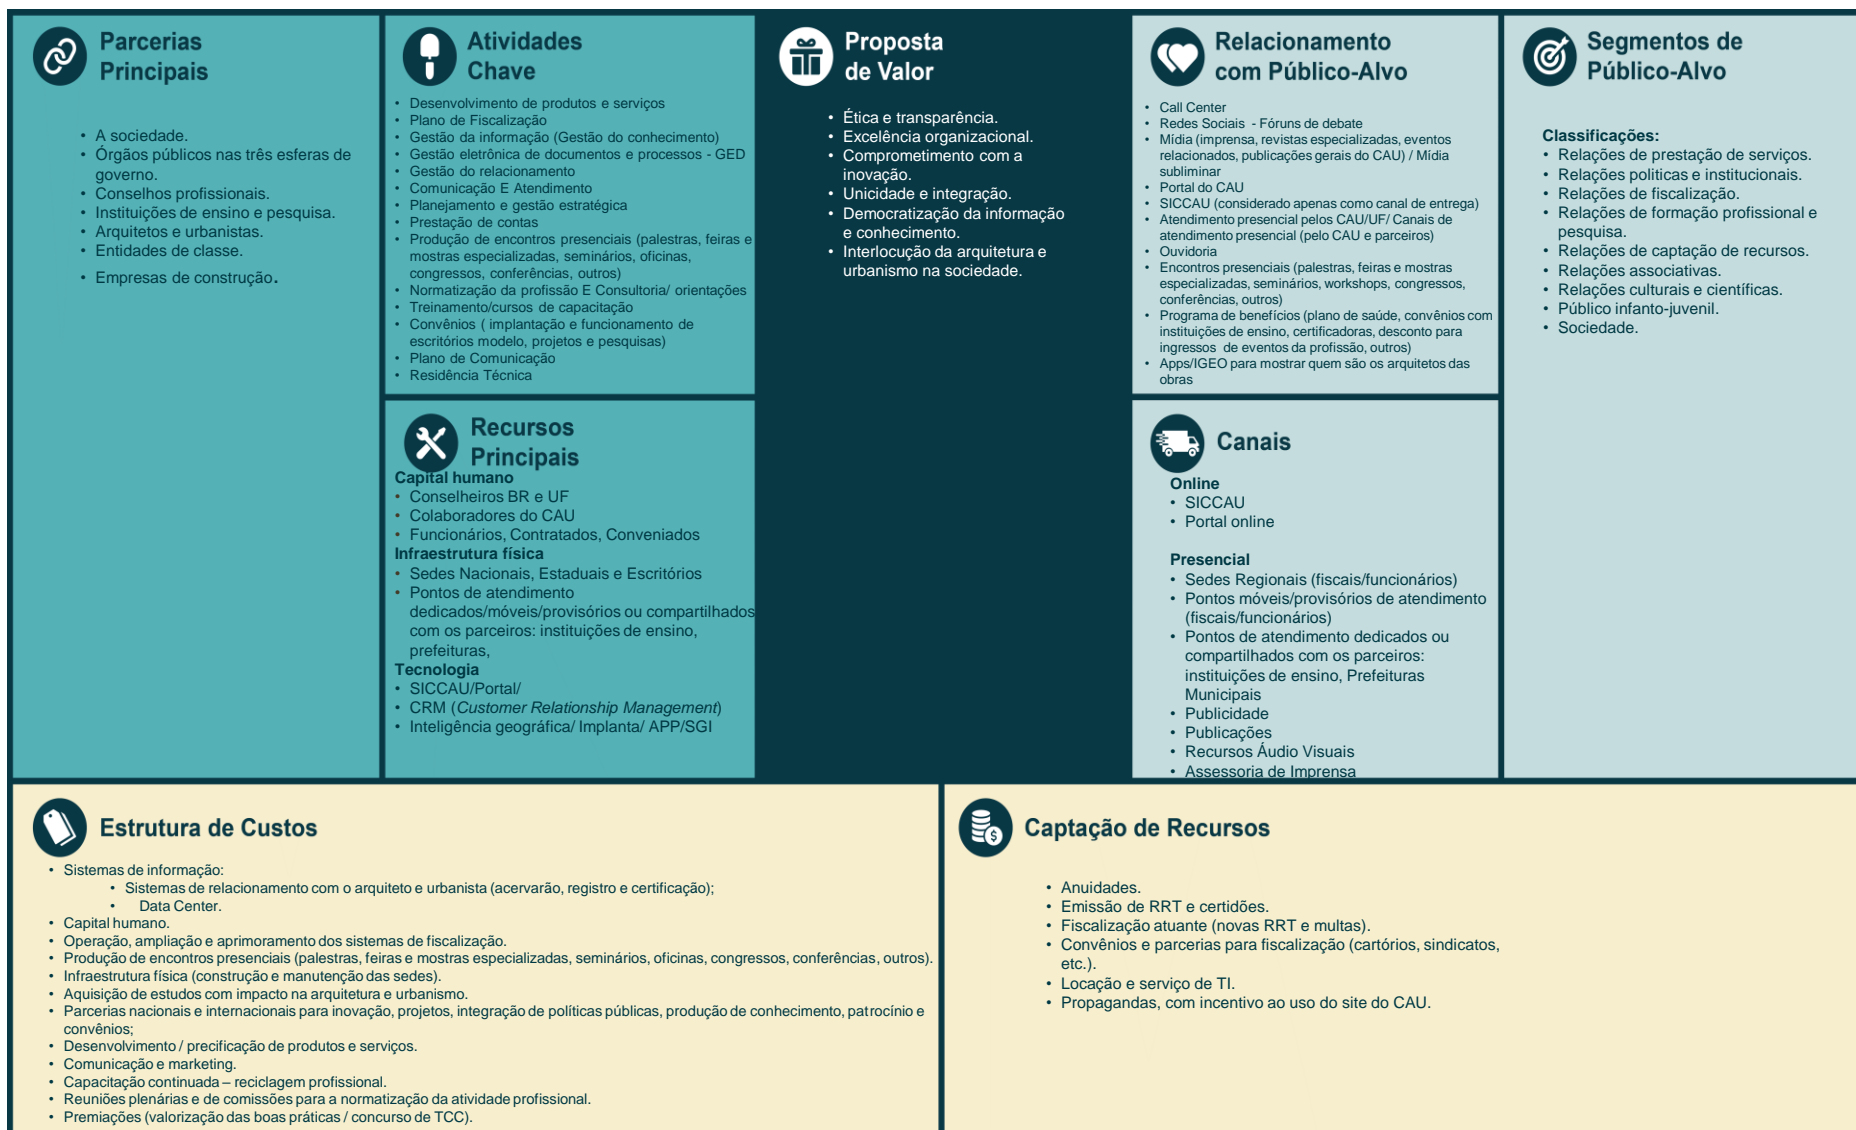 Parcerias
Principais
• A sociedade.
• Órgãos públicos nas três esferas de
governo.
• Conselhos profissionais.
• Instituições de ensino e pesquisa.
• Arquitetos e urbanistas.
• Entidades de classe.
• Empresas de construção.
Atividades
Chave
• Desenvolvimento de produtos e serviços
• Plano de Fiscalização
• Gestão da informação (Gestão do conhecimento)
• Gestão eletrônica de documentos e processos - GED
• Gestão do relacionamento
• Comunicação E Atendimento
• Planejamento e gestão estratégica
• Prestação de contas
• Produção de encontros presenciais (palestras, feiras e
mostras especializadas, seminários, oficinas,
congressos, conferências, outros)
• Normatização da profissão E Consultoria/ orientações
• Treinamento/cursos de capacitação
• Convênios ( implantação e funcionamento de
escritórios modelo, projetos e pesquisas)
• Plano de Comunicação
• Residência Técnica
Recursos
Principais
Capital humano
• Conselheiros BR e UF
• Colaboradores do CAU
• Funcionários, Contratados, Conveniados
Infraestrutura física
• Sedes Nacionais, Estaduais e Escritórios
• Pontos de atendimento
dedicados/móveis/provisórios ou compartilhados
com os parceiros: instituições de ensino,
prefeituras,
Tecnologia
• SICCAU/Portal/
• CRM (Customer Relationship Management)
• Inteligência geográfica/ Implanta/ APP/SGI
Proposta
de Valor
• Ética e transparência.
• Excelência organizacional.
• Comprometimento com a
inovação.
• Unicidade e integração.
• Democratização da informação
e conhecimento.
• Interlocução da arquitetura e
urbanismo na sociedade.
Relacionamento
com Público-Alvo
• Call Center
• Redes Sociais - Fóruns de debate
• Mídia (imprensa, revistas especializadas, eventos
relacionados, publicações gerais do CAU) / Mídia
subliminar
• Portal do CAU
• SICCAU (considerado apenas como canal de entrega)
• Atendimento presencial pelos CAU/UF/ Canais de
atendimento presencial (pelo CAU e parceiros)
• Ouvidoria
• Encontros presenciais (palestras, feiras e mostras
especializadas, seminários, workshops, congressos,
conferências, outros)
• Programa de benefícios (plano de saúde, convênios com
instituições de ensino, certificadoras, desconto para
ingressos de eventos da profissão, outros)
• Apps/IGEO para mostrar quem são os arquitetos das
obras
Canais
Online
• SICCAU
• Portal online
Presencial
• Sedes Regionais (fiscais/funcionários)
• Pontos móveis/provisórios de atendimento
(fiscais/funcionários)
• Pontos de atendimento dedicados ou
compartilhados com os parceiros:
instituições de ensino, Prefeituras
Municipais
• Publicidade
• Publicações
• Recursos Áudio Visuais
• Assessoria de Imprensa
Segmentos de
Público-Alvo
Classificações:
• Relações de prestação de serviços.
• Relações politicas e institucionais.
• Relações de fiscalização.
• Relações de formação profissional e
pesquisa.
• Relações de captação de recursos.
• Relações associativas.
• Relações culturais e científicas.
• Público infanto-juvenil.
• Sociedade.
Estrutura de Custos
• Sistemas de informação:
• Sistemas de relacionamento com o arquiteto e urbanista (acervarão, registro e certificação);
• Data Center.
• Capital humano.
• Operação, ampliação e aprimoramento dos sistemas de fiscalização.
• Produção de encontros presenciais (palestras, feiras e mostras especializadas, seminários, oficinas, congressos, conferências, outros).
• Infraestrutura física (construção e manutenção das sedes).
• Aquisição de estudos com impacto na arquitetura e urbanismo.
• Parcerias nacionais e internacionais para inovação, projetos, integração de políticas públicas, produção de conhecimento, patrocínio e
convênios;
• Desenvolvimento / precificação de produtos e serviços.
• Comunicação e marketing.
• Capacitação continuada – reciclagem profissional.
• Reuniões plenárias e de comissões para a normatização da atividade profissional.
• Premiações (valorização das boas práticas / concurso de TCC).
Captação de Recursos
• Anuidades.
• Emissão de RRT e certidões.
• Fiscalização atuante (novas RRT e multas).
• Convênios e parcerias para fiscalização (cartórios, sindicatos,
etc.).
• Locação e serviço de TI.
• Propagandas, com incentivo ao uso do site do CAU.